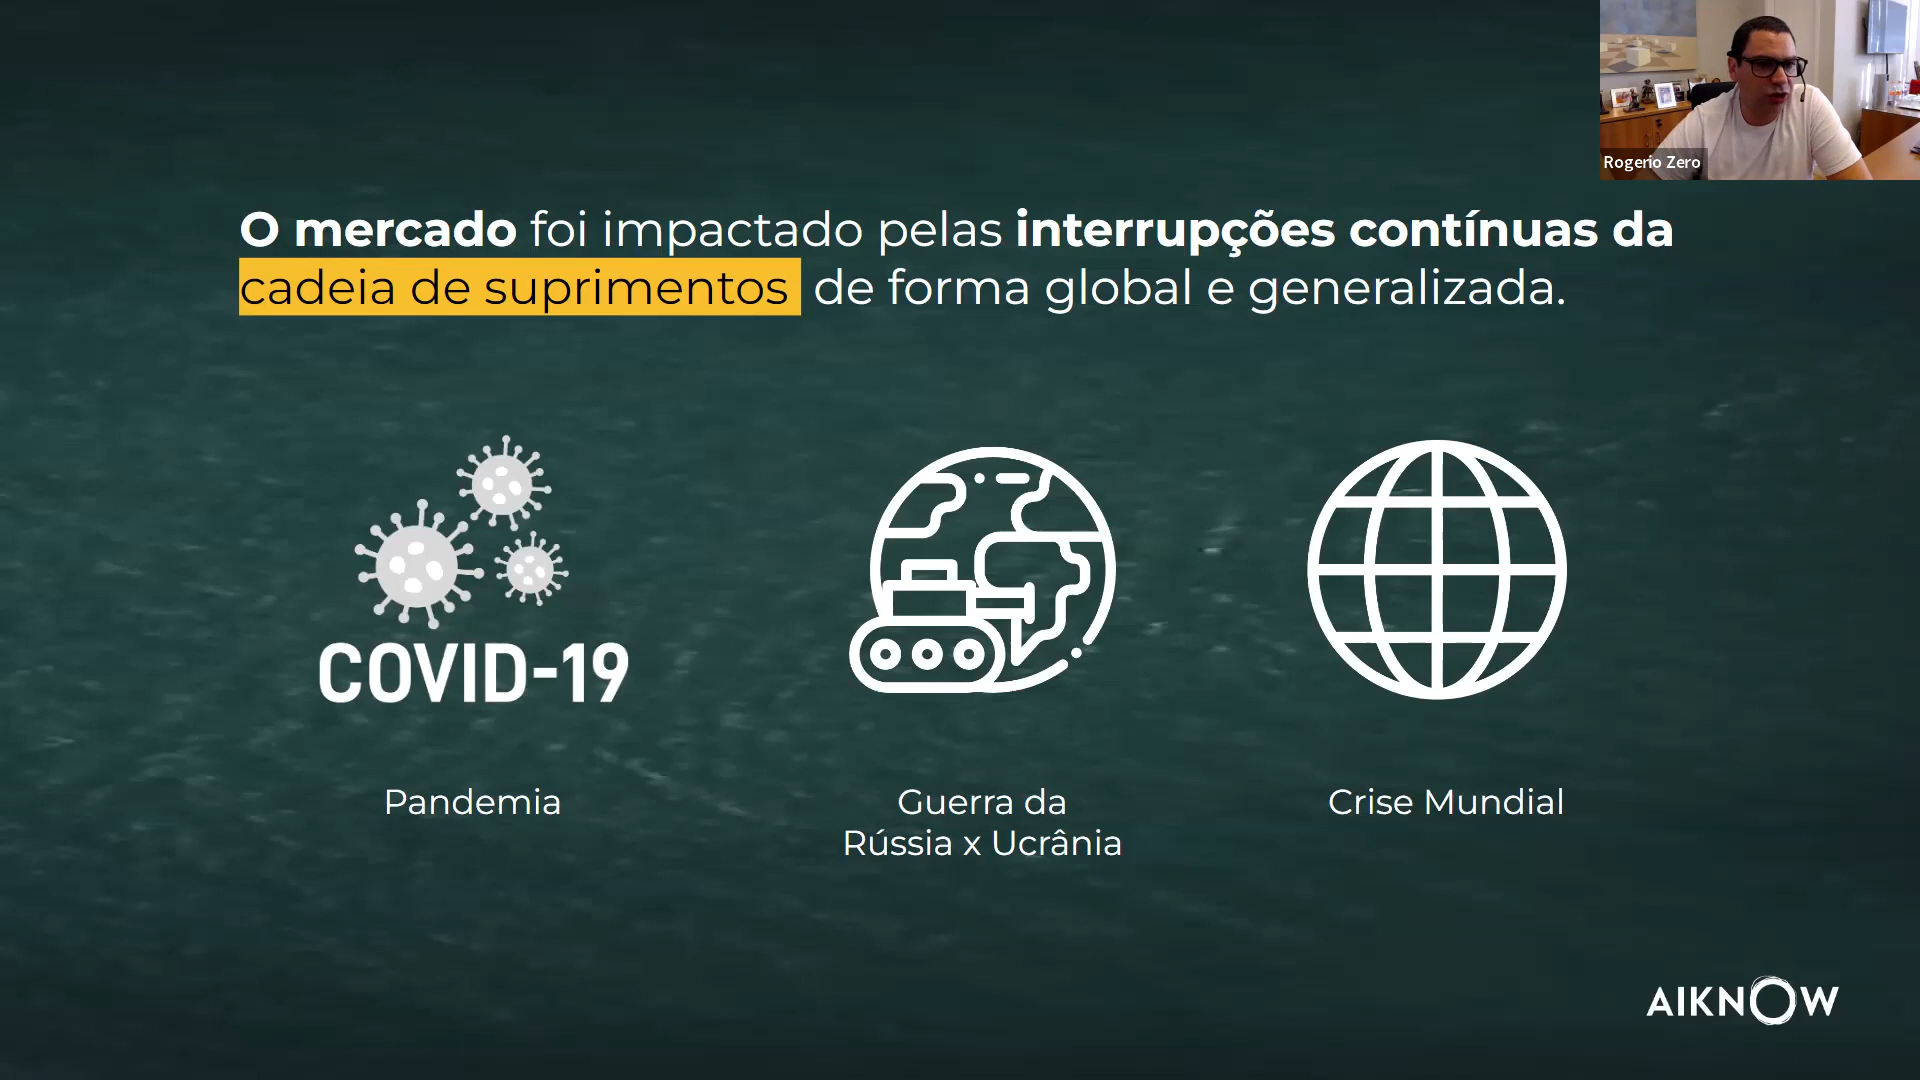 Rogerio Zero
O mercado foi impactado pelas interrupções contínuas da
cadeia de suprimentos de forma global e generalizada.
COVID-19
Pandemia
Guerra da
Rússia x Ucrânia
Crise Mundial
AIKNOW